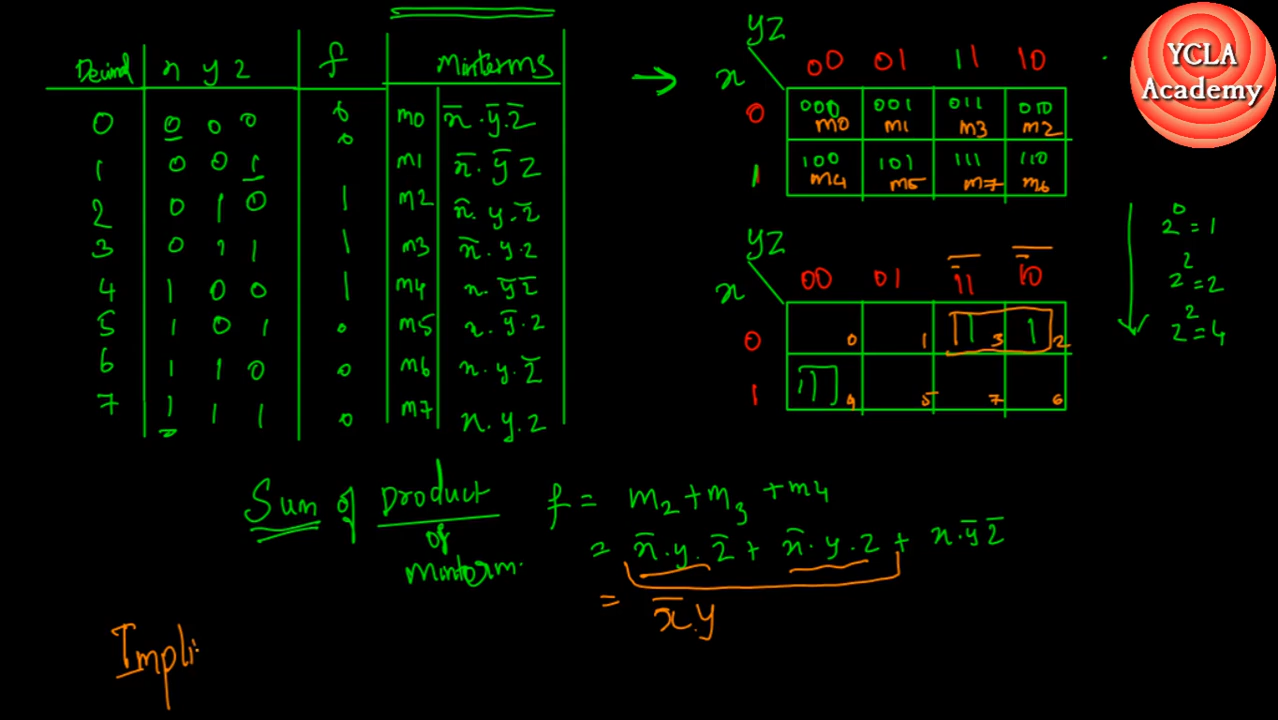 Decimal x y z f Minterms
0 0 0 0 0 m0 x̅.y̅.z̅
1 0 0 1 0 m1 x̅.y̅ z
2 0 1 0 1 m2 x̅.y.z̅
3 0 1 1 1 m3 x̅.y.z
4 1 0 0 1 m4 x.y̅z̅
5 1 0 1 0 m5 x.y̅.z
6 1 1 0 0 m6 x.y.z̅
7 1 1 1 0 m7 x.y.z
YZ
x 00 01 11 10
0 000 001 011 010
m0 m1 m3 m2
1 100 101 111 110
m4 m5 m7 m6
YZ
x 00 01 11 10
0 0 1 1 3 1 2
1 1 4 5 7 6
YCLA
Academy
2⁰=1
2²=2
2²=4
Sum of product f = m2+m3+m4
of
minterm.
= x̅.y.z̅+x̅.y.z+x.y̅z̅
= x̅.y
Impli